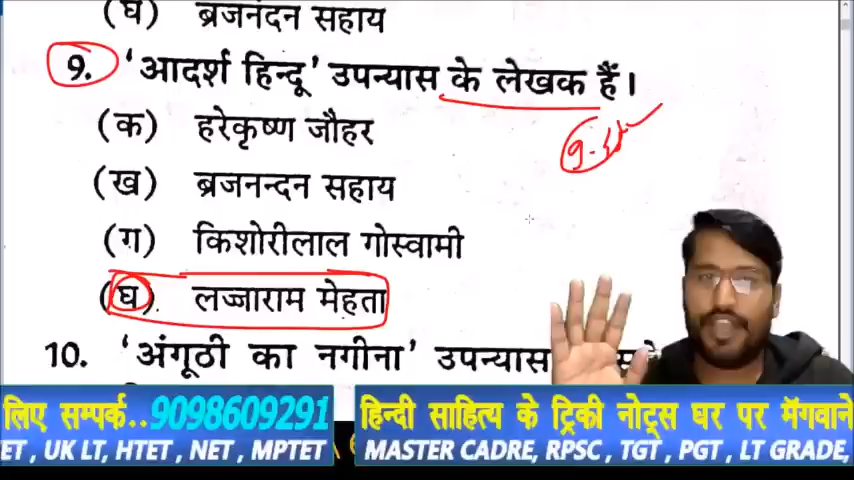 (घ) ब्रजनंदन सहाय
9. 'आदर्श हिन्दू' उपन्यास के लेखक हैं।
(क) हरेकृष्ण जौहर
(ख) ब्रजनन्दन सहाय
(ग) किशोरीलाल गोस्वामी
(घ) लज्जाराम मेहता
10. 'अंगूठी का नगीना' उपन्यास
लिए सम्पर्क..9098609291
हिन्दी साहित्य के ट्रिकी नोट्स घर पर मॅगवाने
ET , UK LT, HTET , NET , MPTET
MASTER CADRE, RPSC , TGT , PGT , LT GRADE,